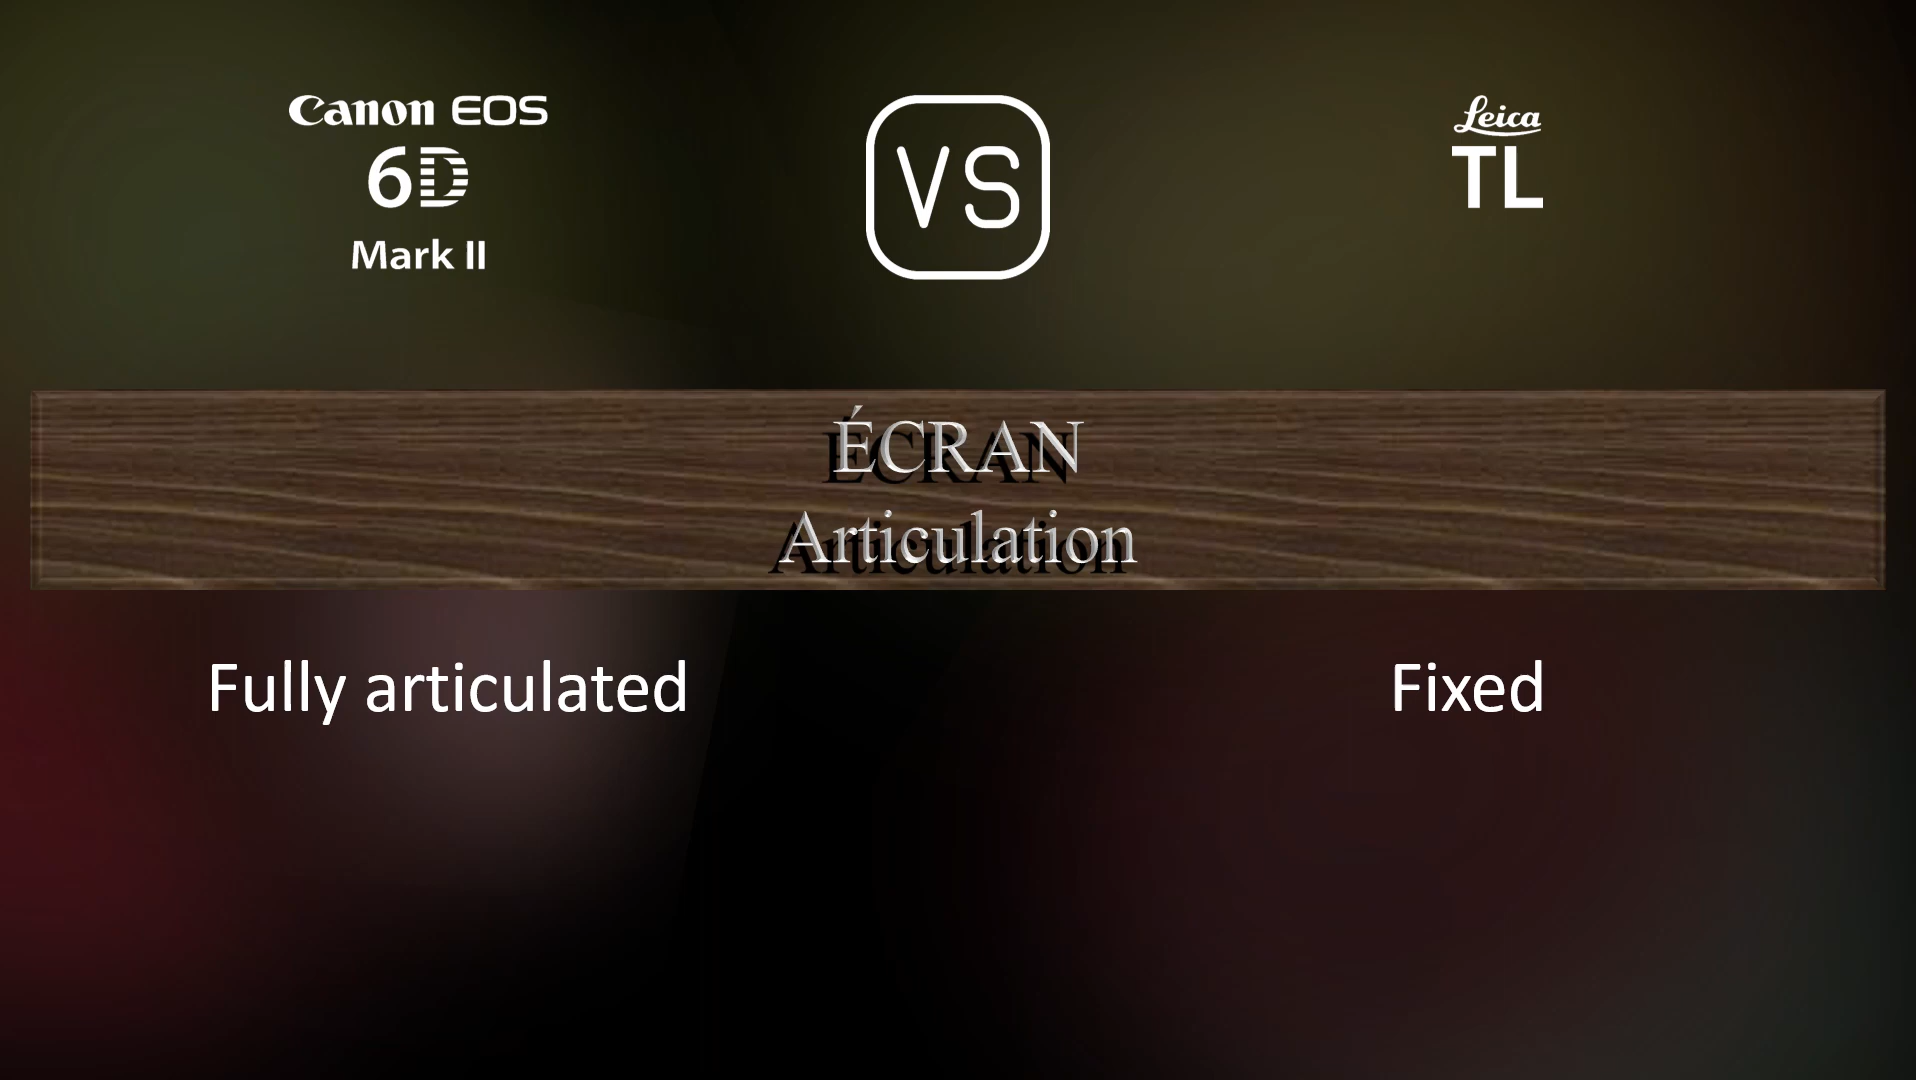 Canon EOS
6D
Mark II
VS
Leica
TL
ÉCRAN
Articulation
Fully articulated
Fixed